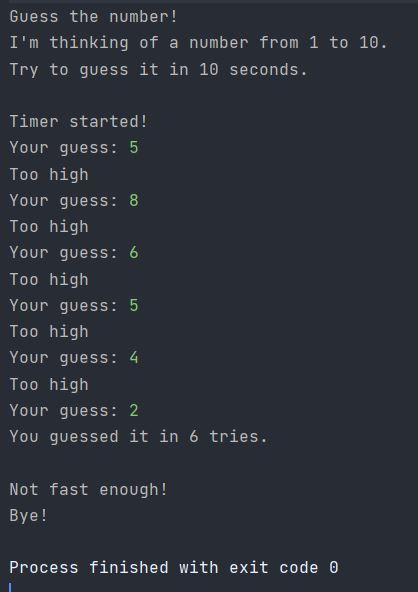 Guess the number!
I'm thinking of a number from 1 to 10.
Try to guess it in 10 seconds.
Timer started!
Your guess: 5
Too high
Your guess: 8
Too high
Your guess: 6
Too high
Your guess: 5
Too high
Your guess: 4
Too high
Your guess: 2
You guessed it in 6 tries.
Not fast enough!
Bye!
Process finished with exit code 0